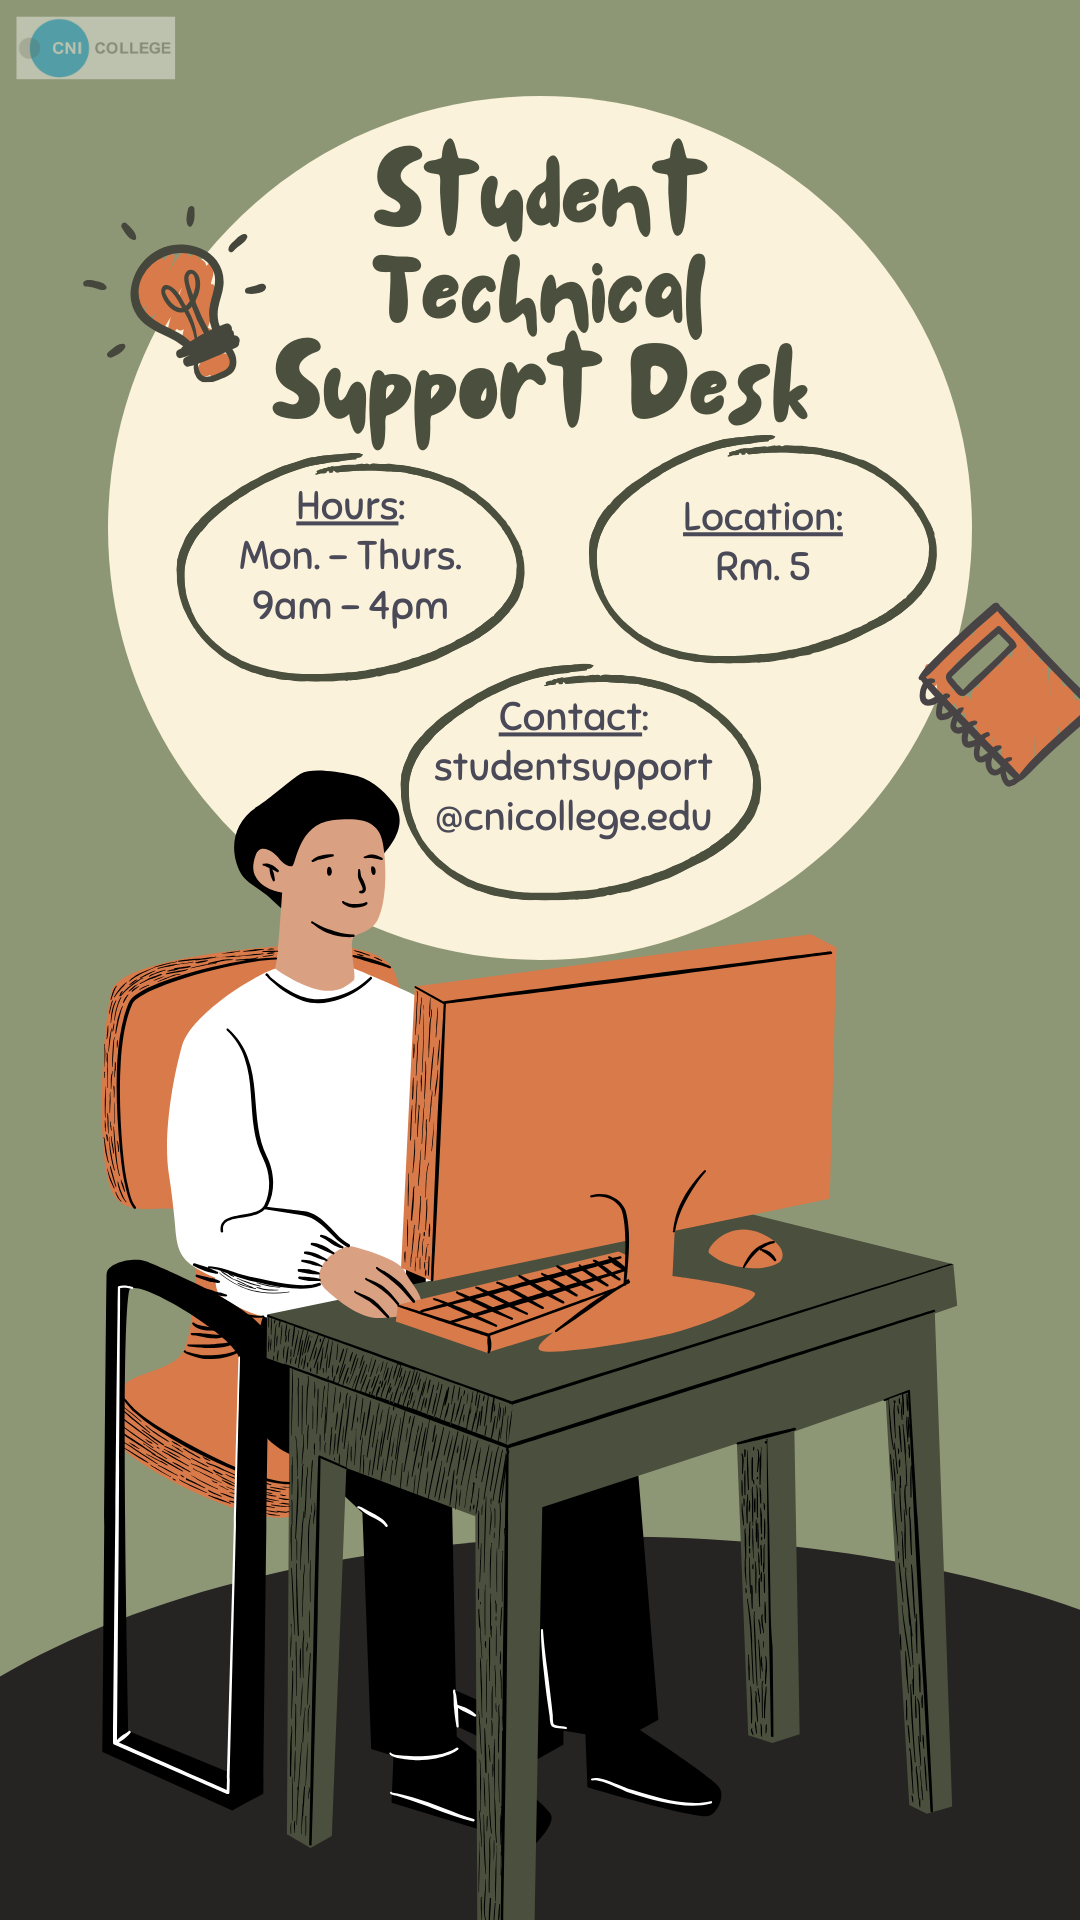 CNI COLLEGE
Student
Technical
Support Desk
Hours:
Mon. – Thurs.
9am – 4pm
Location:
Rm. 5
Contact:
studentsupport
@cnicollege.edu